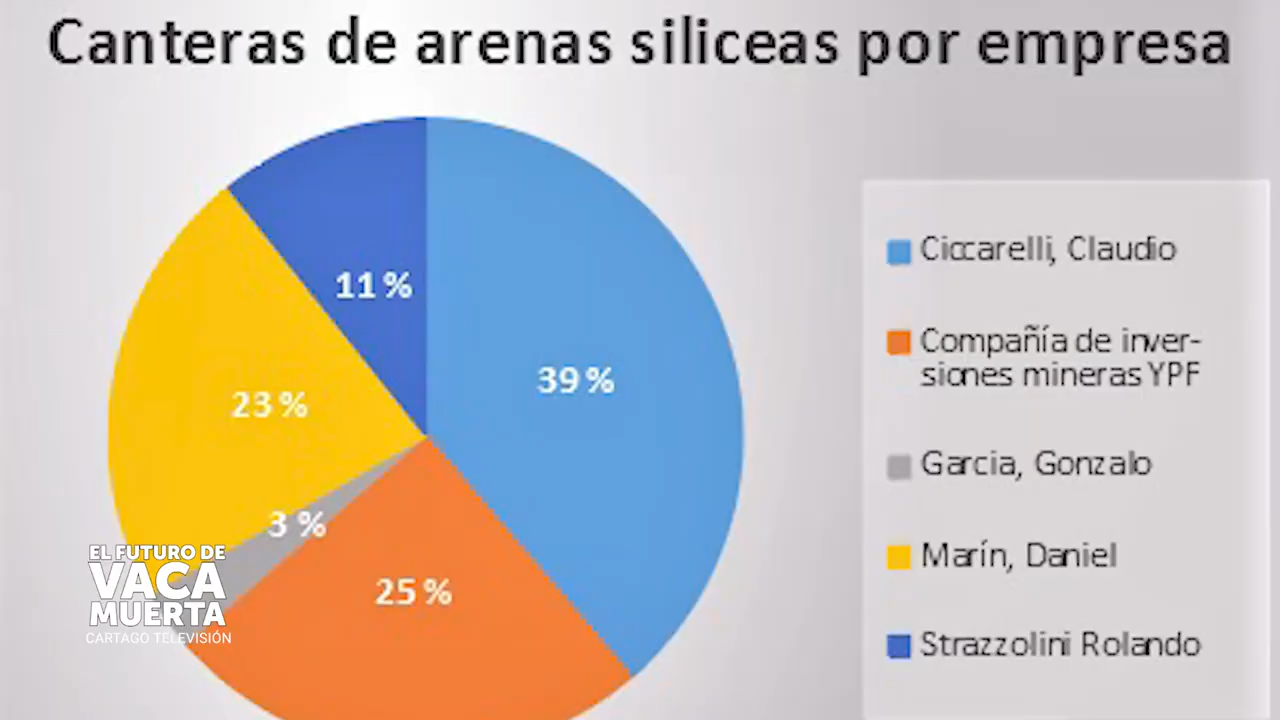 Canteras de arenas siliceas por empresa
11 %
39 %
23 %
3 %
25 %
Ciccarelli, Claudio
Compañía de inver-
siones mineras YPF
Garcia, Gonzalo
Marín, Daniel
Strazzolini Rolando
EL FUTURO DE
VACA
MUERTA
CARTAGO TELEVISIÓN